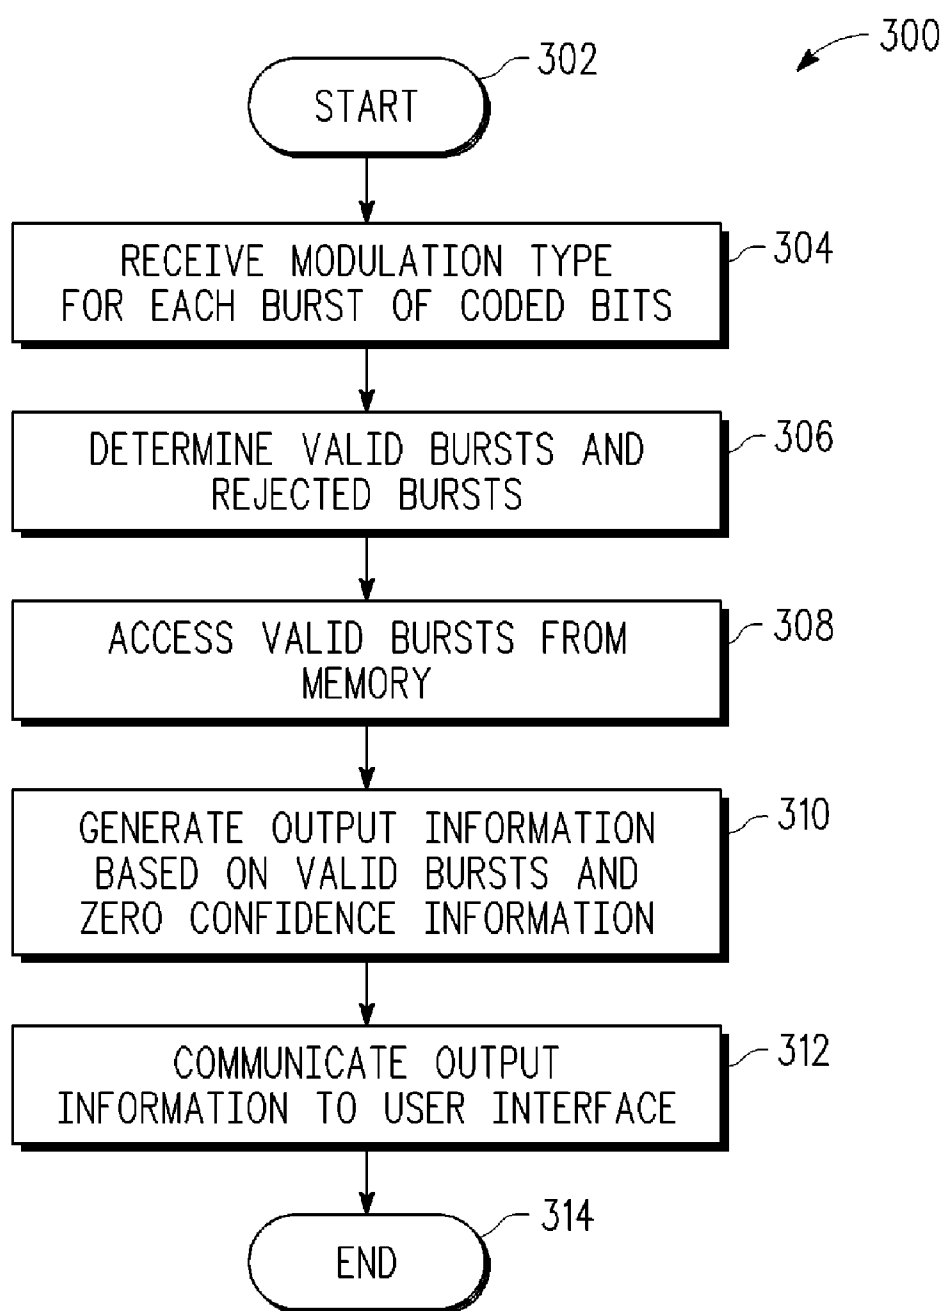 300
302
START
304
RECEIVE MODULATION TYPE
FOR EACH BURST OF CODED BITS
306
DETERMINE VALID BURSTS AND
REJECTED BURSTS
308
ACCESS VALID BURSTS FROM
MEMORY
310
GENERATE OUTPUT INFORMATION
BASED ON VALID BURSTS AND
ZERO CONFIDENCE INFORMATION
312
COMMUNICATE OUTPUT
INFORMATION TO USER INTERFACE
314
END